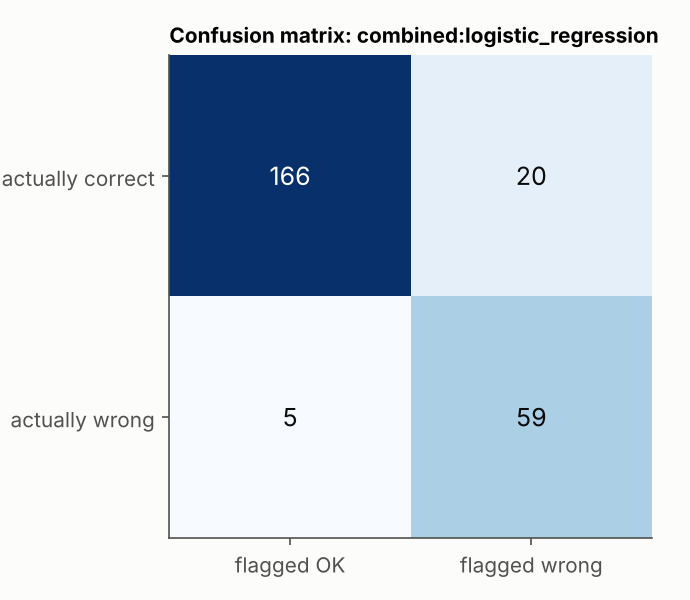 Confusion matrix: combined:logistic_regression
actually correct
166
20
actually wrong
5
59
flagged OK
flagged wrong